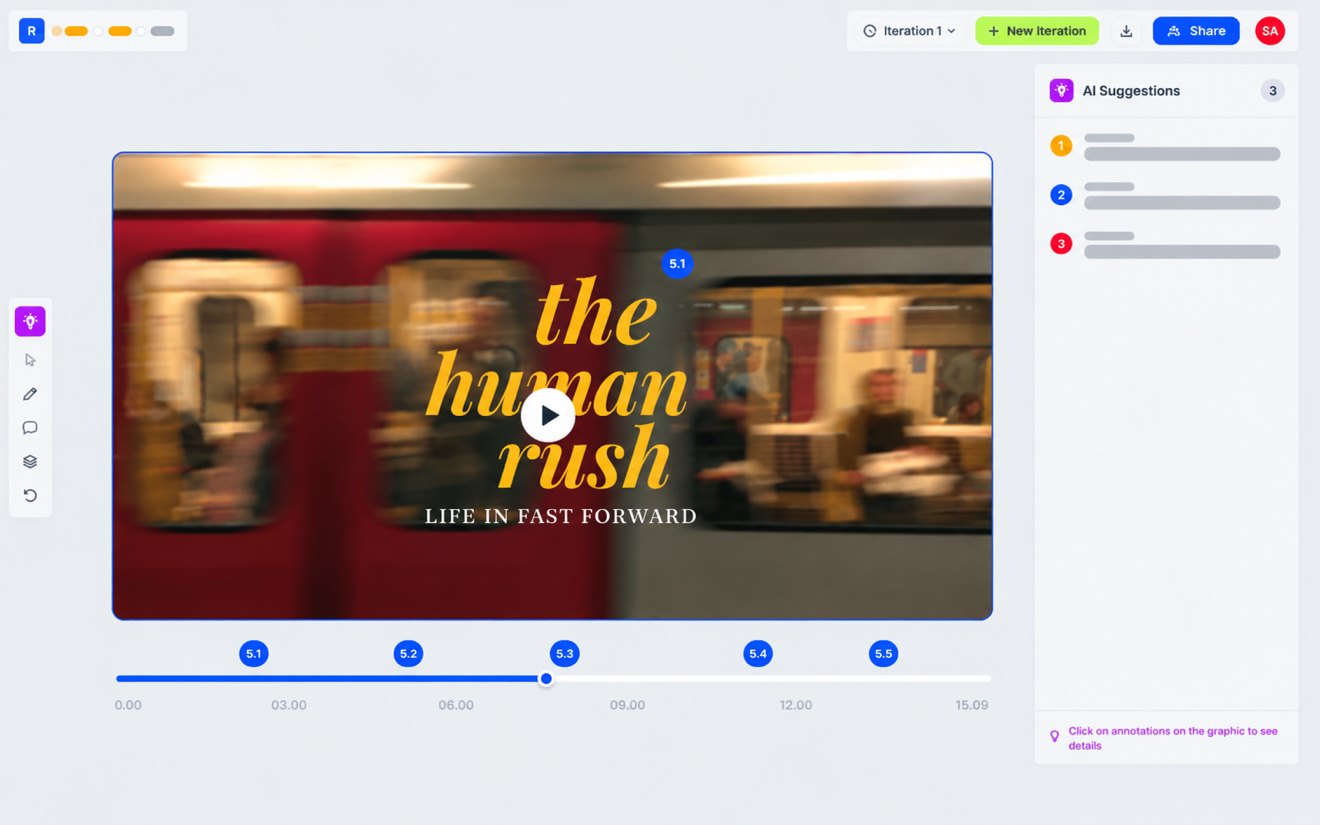 R
Iteration 1
New Iteration
Share
SA
AI Suggestions
3
1
2
3
5.1
the
human
rush
LIFE IN FAST FORWARD
5.1
5.2
5.3
5.4
5.5
0.00
03.00
06.00
09.00
12.00
15.09
Click on annotations on the graphic to see
details